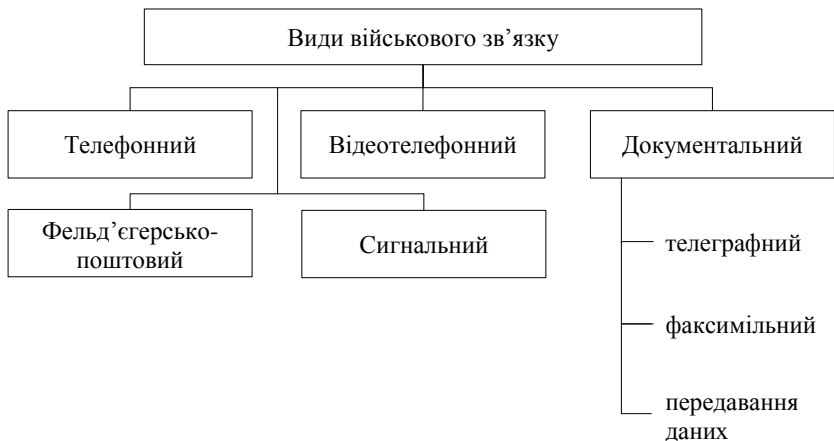 Види військового зв’язку
Телефонний
Відеотелефонний
Документальний
Фельд’єгерсько-
поштовий
Сигнальний
телеграфний
факсимільний
передавання
даних